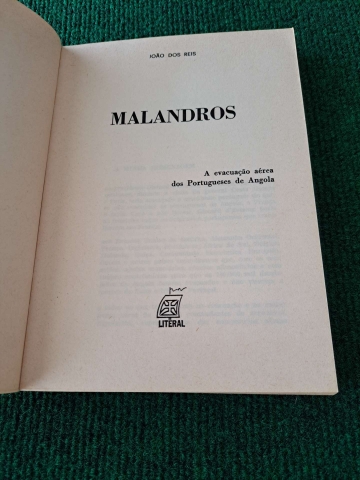 JOÃO DOS REIS
MALANDROS
A evacuação aérea
dos Portugueses de Angola
LITERAL